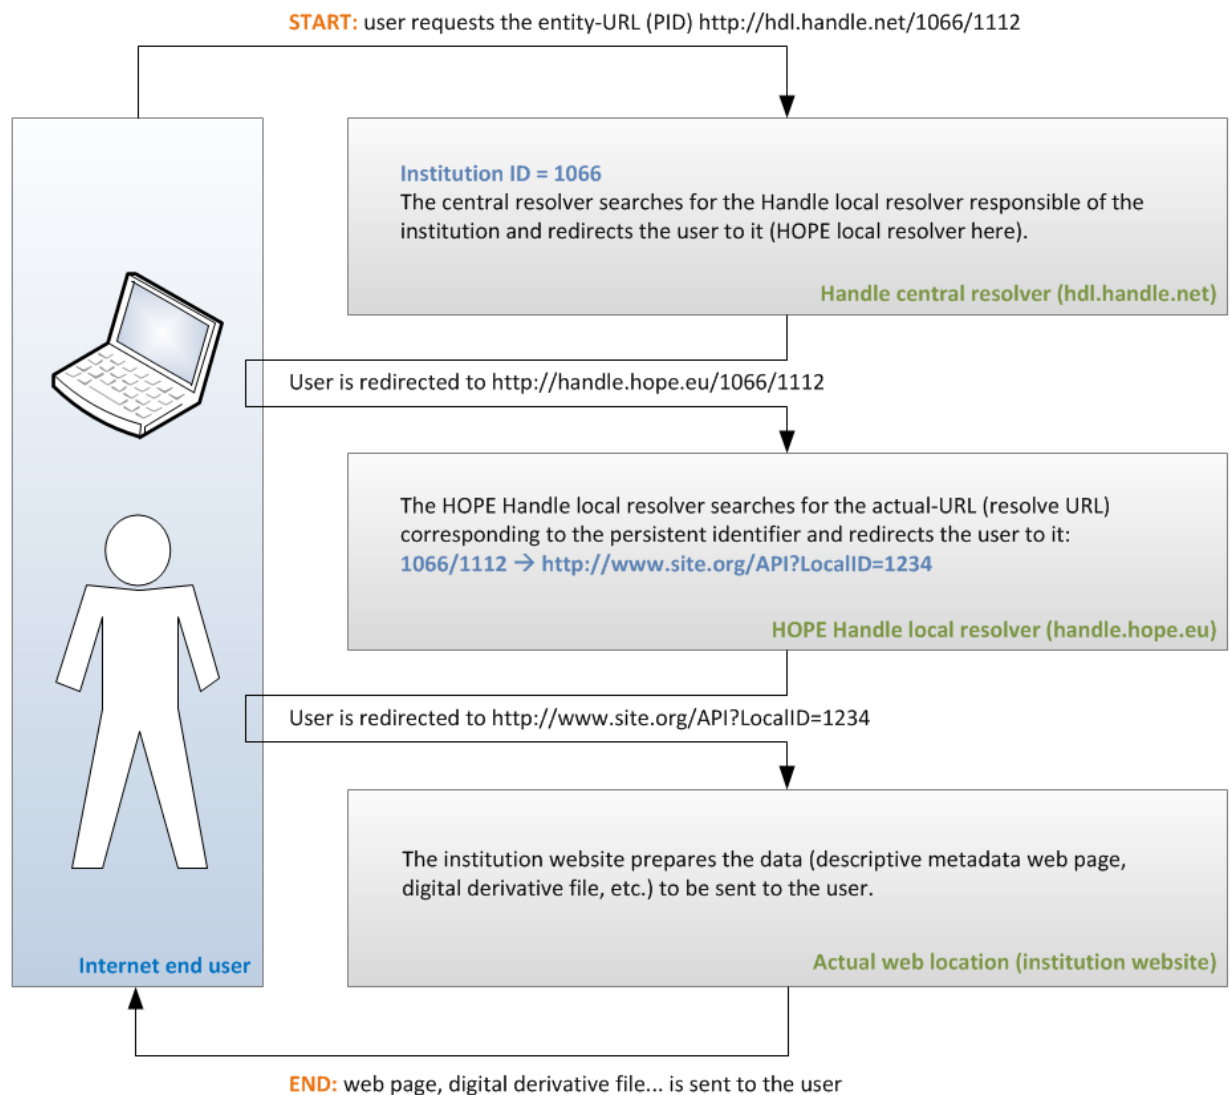 START: user requests the entity-URL (PID) http://hdl.handle.net/1066/1112
Institution ID = 1066
The central resolver searches for the Handle local resolver responsible of the
institution and redirects the user to it (HOPE local resolver here).
Handle central resolver (hdl.handle.net)
User is redirected to http://handle.hope.eu/1066/1112
The HOPE Handle local resolver searches for the actual-URL (resolve URL)
corresponding to the persistent identifier and redirects the user to it:
1066/1112 → http://www.site.org/API?LocalID=1234
HOPE Handle local resolver (handle.hope.eu)
User is redirected to http://www.site.org/API?LocalID=1234
The institution website prepares the data (descriptive metadata web page,
digital derivative file, etc.) to be sent to the user.
Actual web location (institution website)
Internet end user
END: web page, digital derivative file... is sent to the user